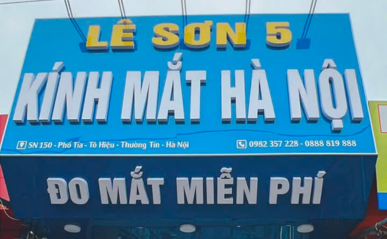 LÊ SƠN 5
KÍNH MẮT HÀ NỘI
SN 150 - Phố Tía - Tô Hiệu - Thường Tín - Hà Nội 0982 357 228 - 0888 819 888
ĐO MẮT MIỄN PHÍ